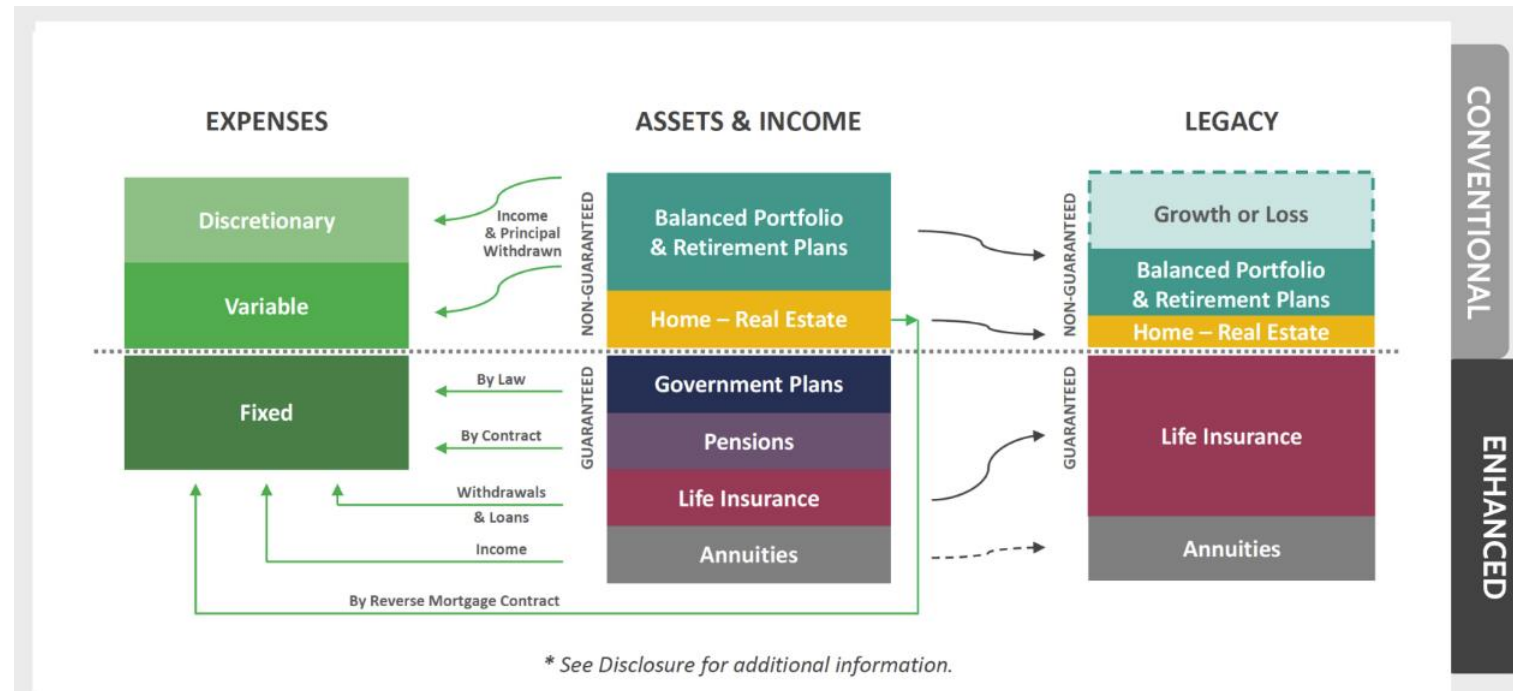 EXPENSES
ASSETS & INCOME
LEGACY
Discretionary
Variable
Fixed
Income
& Principal
Withdrawn
By Law
By Contract
Withdrawals
& Loans
Income
By Reverse Mortgage Contract
NON-GUARANTEED
GUARANTEED
Balanced Portfolio
& Retirement Plans
Home – Real Estate
Government Plans
Pensions
Life Insurance
Annuities
NON-GUARANTEED
GUARANTEED
Growth or Loss
Balanced Portfolio
& Retirement Plans
Home – Real Estate
Life Insurance
Annuities
CONVENTIONAL
ENHANCED
* See Disclosure for additional information.